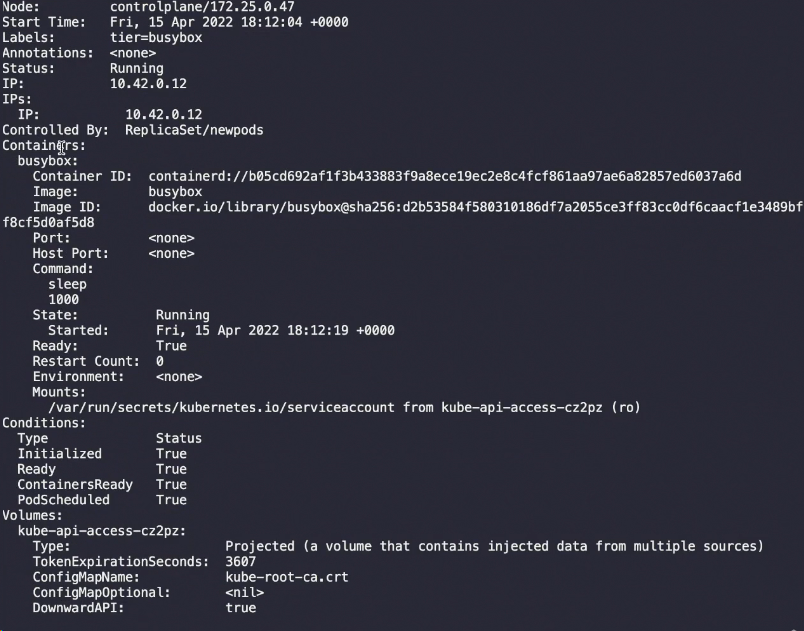 Node:         controlplane/172.25.0.47
Start Time:   Fri, 15 Apr 2022 18:12:04 +0000
Labels:       tier=busybox
Annotations:  <none>
Status:       Running
IP:           10.42.0.12
IPs:
  IP:           10.42.0.12
Controlled By:  ReplicaSet/newpods
Containers:
  busybox:
    Container ID:  containerd://b05cd692af1f3b433883f9a8ece19ec2e8c4fcf861aa97ae6a82857ed6037a6d
    Image:         busybox
    Image ID:      docker.io/library/busybox@sha256:d2b53584f580310186df7a2055ce3ff83cc0df6caacf1e3489bf
f8cf5d0af5d8
    Port:          <none>
    Host Port:     <none>
    Command:
      sleep
      1000
    State:          Running
      Started:      Fri, 15 Apr 2022 18:12:19 +0000
    Ready:          True
    Restart Count:  0
    Environment:    <none>
    Mounts:
      /var/run/secrets/kubernetes.io/serviceaccount from kube-api-access-cz2pz (ro)
Conditions:
  Type              Status
  Initialized       True
  Ready             True
  ContainersReady   True
  PodScheduled      True
Volumes:
  kube-api-access-cz2pz:
    Type:                    Projected (a volume that contains injected data from multiple sources)
    TokenExpirationSeconds:  3607
    ConfigMapName:           kube-root-ca.crt
    ConfigMapOptional:       <nil>
    DownwardAPI:             true